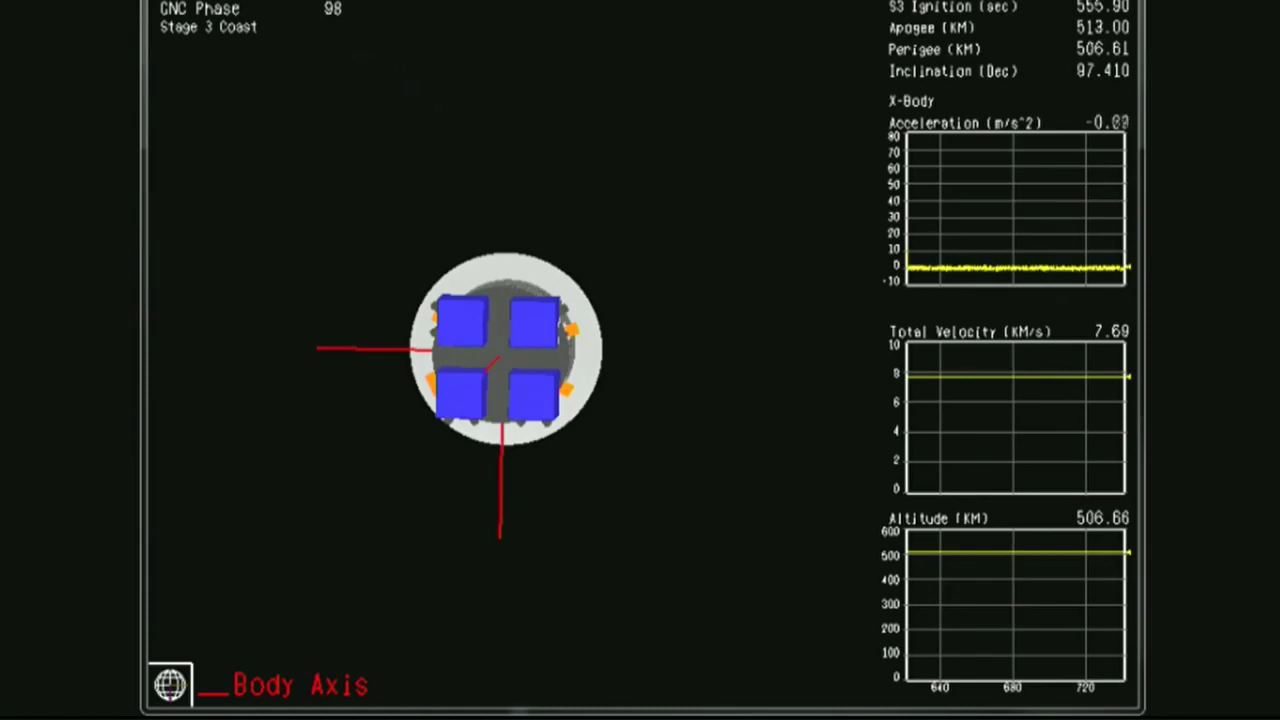 GNC Phase 98
Stage 3 Coast
S3 Ignition (sec) 555.90
Apogee (KM) 513.00
Perigee (KM) 506.61
Inclination (Dec) 97.410
X-Body
Acceleration (m/s^2)
80
70
60
50
40
30
20
10
0
-10
Total Velocity (KM/s) 7.69
10
8
6
4
2
0
Altitude (KM) 506.66
600
500
400
300
200
100
0
640 680 720
Body Axis